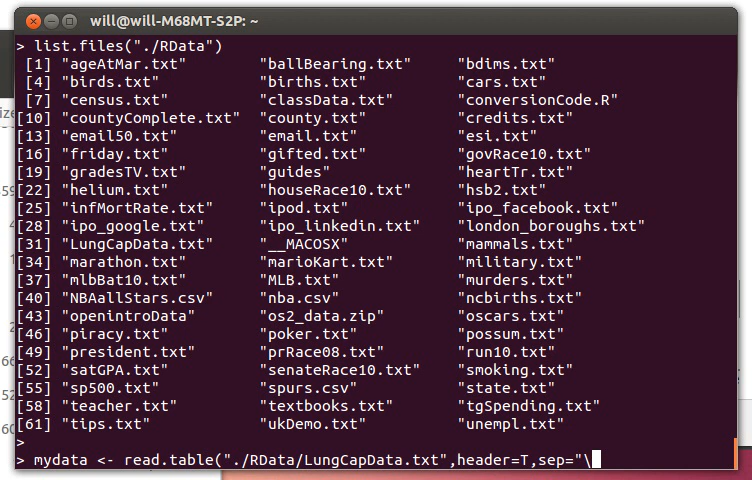 will@will-M68MT-S2P: ~
> list.files("./RData")
[1] "ageAtMar.txt" "ballBearing.txt" "bdims.txt"
[4] "birds.txt" "births.txt" "cars.txt"
[7] "census.txt" "classData.txt" "conversionCode.R"
[10] "countyComplete.txt" "county.txt" "credits.txt"
[13] "email50.txt" "email.txt" "esi.txt"
[16] "friday.txt" "gifted.txt" "govRace10.txt"
[19] "gradesTV.txt" "guides" "heartTr.txt"
[22] "helium.txt" "houseRace10.txt" "hsb2.txt"
[25] "infMortRate.txt" "ipod.txt" "ipo_facebook.txt"
[28] "ipo_google.txt" "ipo_linkedin.txt" "london_boroughs.txt"
[31] "LungCapData.txt" "__MACOSX" "mammals.txt"
[34] "marathon.txt" "marioKart.txt" "military.txt"
[37] "mlbBat10.txt" "MLB.txt" "murders.txt"
[40] "NBAallStars.csv" "nba.csv" "ncbirths.txt"
[43] "openintroData" "os2_data.zip" "oscars.txt"
[46] "piracy.txt" "poker.txt" "possum.txt"
[49] "president.txt" "prRace08.txt" "run10.txt"
[52] "satGPA.txt" "senateRace10.txt" "smoking.txt"
[55] "sp500.txt" "spurs.csv" "state.txt"
[58] "teacher.txt" "textbooks.txt" "tgSpending.txt"
[61] "tips.txt" "ukDemo.txt" "unempl.txt"
>
> mydata <- read.table("./RData/LungCapData.txt",header=T,sep="\